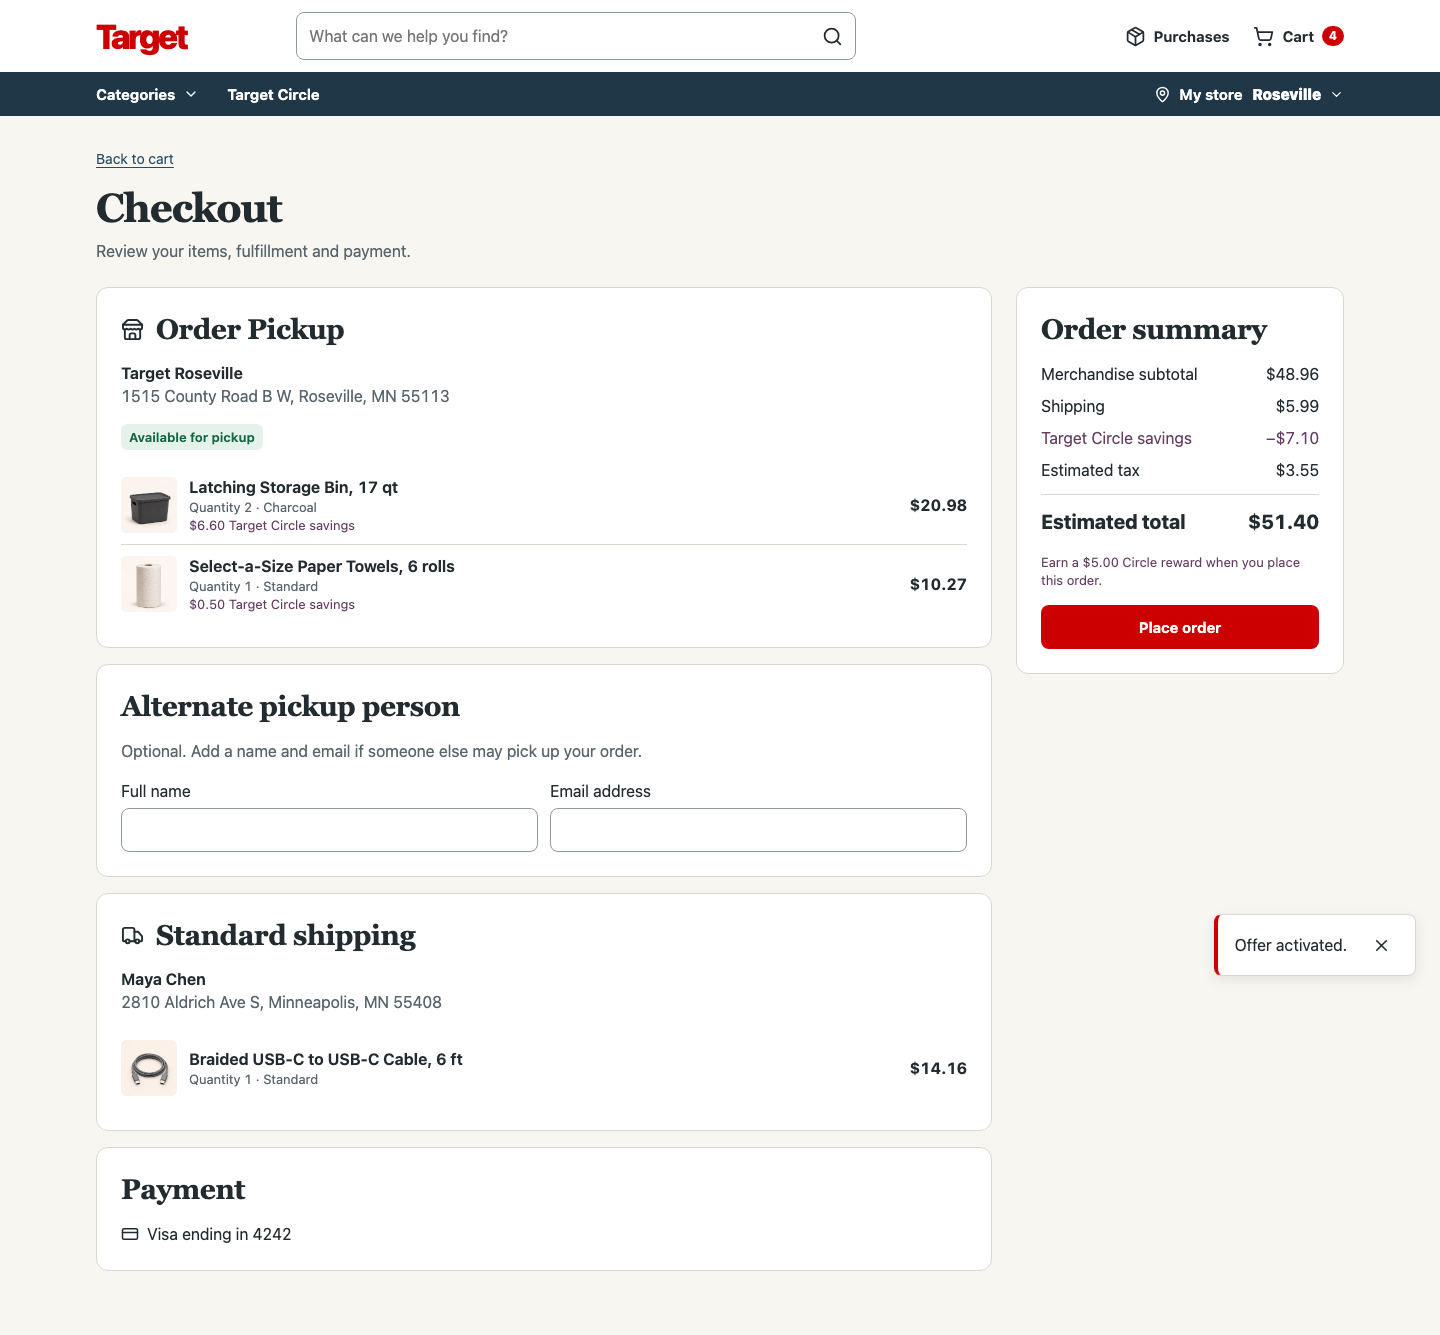 Target
What can we help you find?
Purchases
Cart 4
Categories
Target Circle
My store Roseville
Back to cart
Checkout
Review your items, fulfillment and payment.
Order Pickup
Target Roseville
1515 County Road B W, Roseville, MN 55113
Available for pickup
Latching Storage Bin, 17 qt
Quantity 2 · Charcoal
$6.60 Target Circle savings
$20.98
Select-a-Size Paper Towels, 6 rolls
Quantity 1 · Standard
$0.50 Target Circle savings
$10.27
Alternate pickup person
Optional. Add a name and email if someone else may pick up your order.
Full name
Email address
Standard shipping
Maya Chen
2810 Aldrich Ave S, Minneapolis, MN 55408
Braided USB-C to USB-C Cable, 6 ft
Quantity 1 · Standard
$14.16
Payment
Visa ending in 4242
Order summary
Merchandise subtotal $48.96
Shipping $5.99
Target Circle savings −$7.10
Estimated tax $3.55
Estimated total $51.40
Earn a $5.00 Circle reward when you place
this order.
Place order
Offer activated.